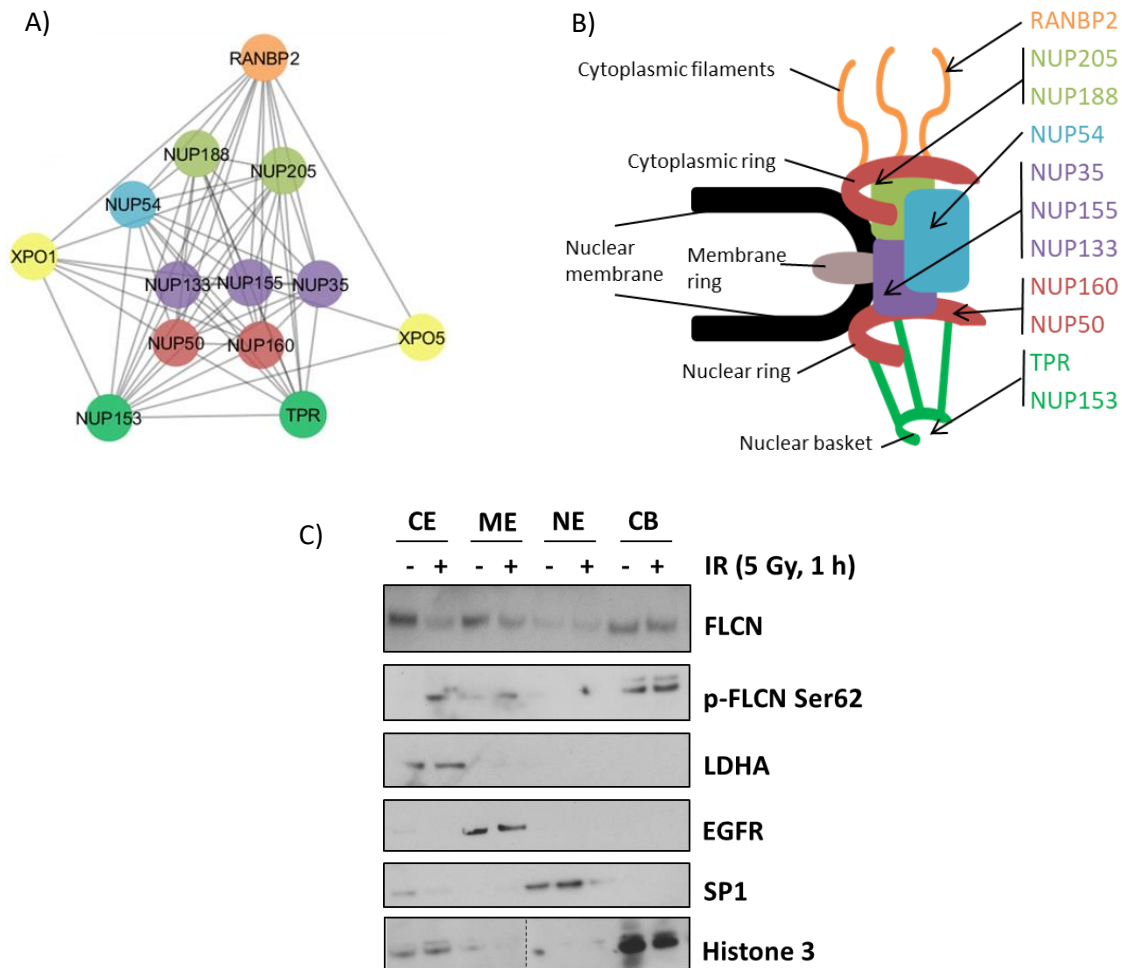 A)
RANBP2
NUP188
NUP205
NUP54
XPO1
NUP133
NUP155
NUP35
NUP50
NUP160
XPO5
NUP153
TPR
B)
Cytoplasmic filaments
Cytoplasmic ring
Nuclear
membrane
Membrane
ring
Nuclear ring
Nuclear basket
RANBP2
NUP205
NUP188
NUP54
NUP35
NUP155
NUP133
NUP160
NUP50
TPR
NUP153
C)
CE ME NE CB
- + - + - + - + IR (5 Gy, 1 h)
FLCN
p-FLCN Ser62
LDHA
EGFR
SP1
Histone 3